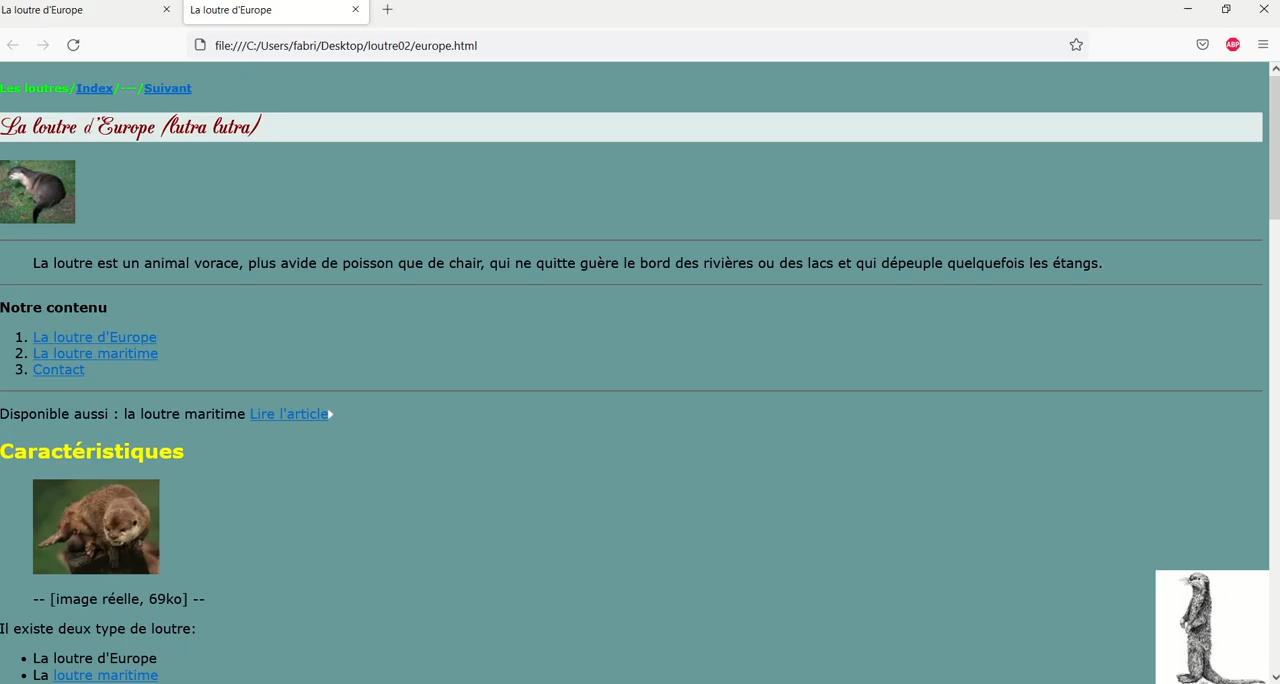 La loutre d'Europe
La loutre d'Europe
file:///C:/Users/fabri/Desktop/loutre02/europe.html
ABP
Les loutres/Index/---/Suivant
La loutre d'Europe (lutra lutra)
La loutre est un animal vorace, plus avide de poisson que de chair, qui ne quitte guère le bord des rivières ou des lacs et qui dépeuple quelquefois les étangs.
Notre contenu
1. La loutre d'Europe
2. La loutre maritime
3. Contact
Disponible aussi : la loutre maritime Lire l'article
Caractéristiques
-- [image réelle, 69ko] --
Il existe deux type de loutre:
• La loutre d'Europe
• La loutre maritime